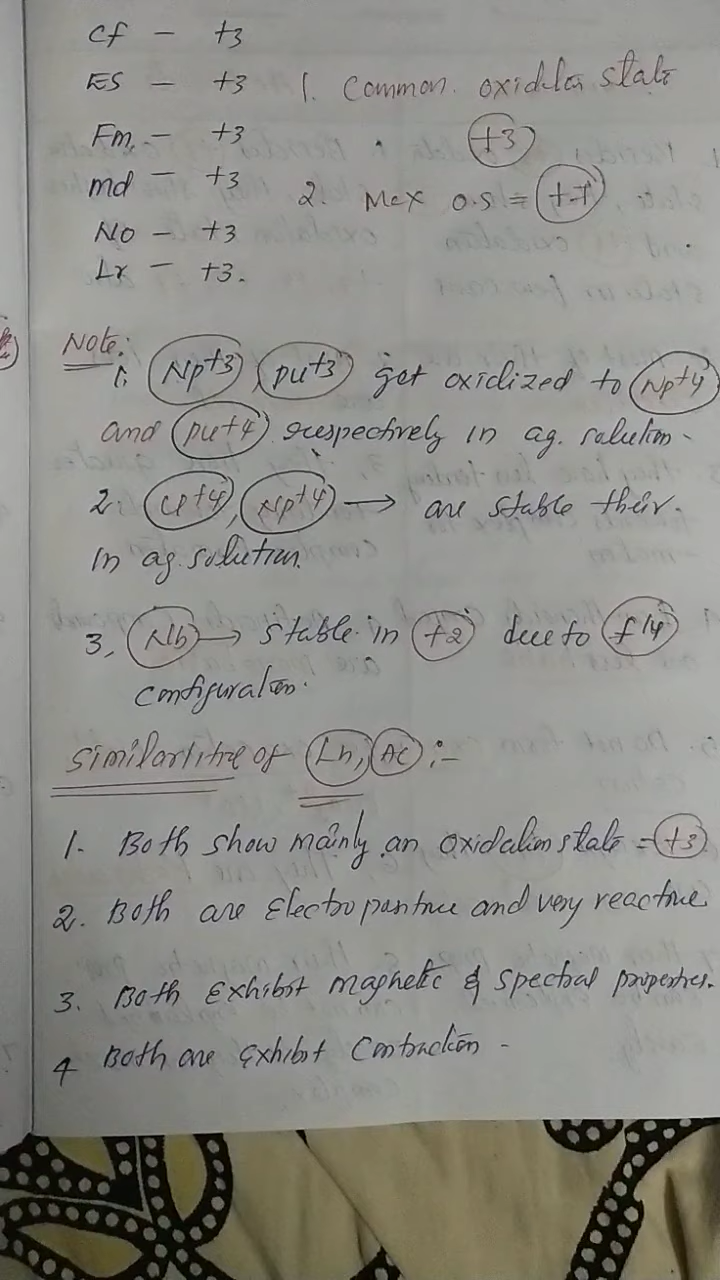 Cf - +3
ES - +3 1. Common oxidation state
Fm - +3 +3
md - +3 2. Max o.s = +7
No - +3
Lr - +3.
Note:
1. Np+3, pu+3 get oxidized to Np+4
and pu+4 respectively in aq. solution.
2. Np+4 → are stable their
in aq. solution.
3, Nb → stable in +2 due to f14
configuration.
of Ln, AC :-
1. Both show mainly an oxidation state = +3
2. Both are Electropositive and very reactive
3. Both Exhibit magnetic & spectral properties.
4 Both are Exhibit Contraction -